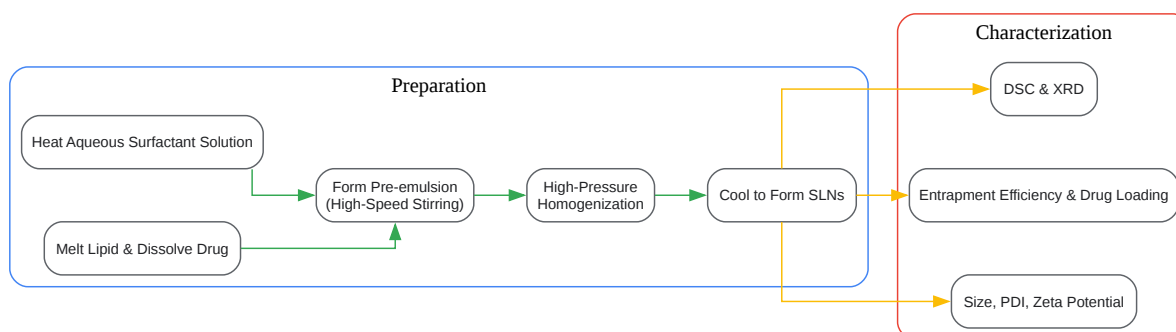 Preparation
Heat Aqueous Surfactant Solution
Melt Lipid & Dissolve Drug
Form Pre-emulsion
(High-Speed Stirring)
High-Pressure
Homogenization
Cool to Form SLNs
Characterization
DSC & XRD
Entrapment Efficiency & Drug Loading
Size, PDI, Zeta Potential